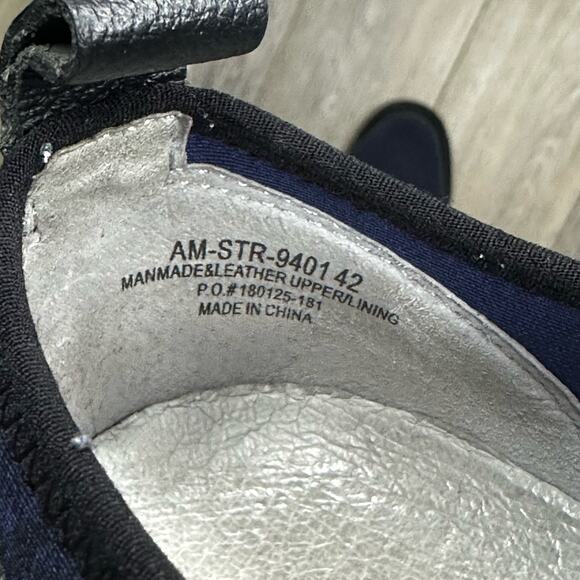 AM-STR-9401 42
MANMADE&LEATHER UPPER/LINING
P.O.#180125-181
MADE IN CHINA